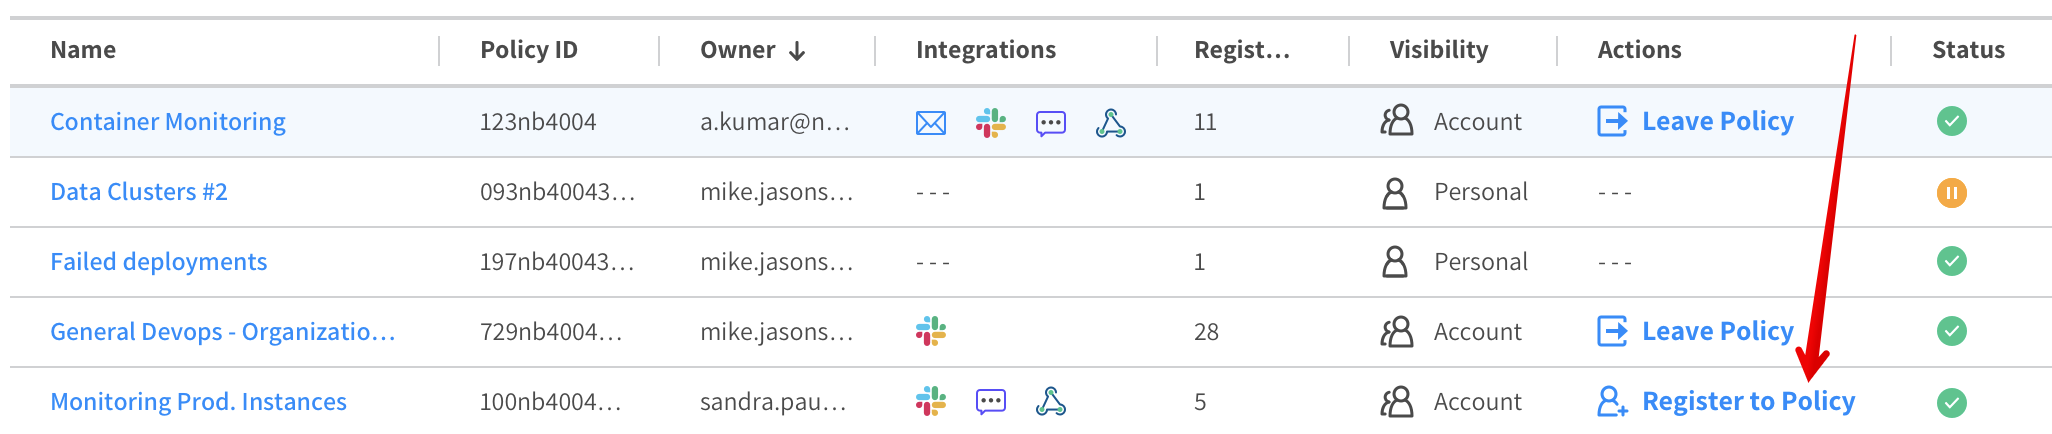 Name Policy ID Owner Integrations Regist... Visibility Actions Status
Container Monitoring 123nb4004 a.kumar@n... 11 Account Leave Policy
Data Clusters #2 093nb40043... mike.jasons... --- 1 Personal ---
Failed deployments 197nb40043... mike.jasons... --- 1 Personal ---
General Devops - Organizatio... 729nb4004... mike.jasons... 28 Account Leave Policy
Monitoring Prod. Instances 100nb4004... sandra.pau... 5 Account Register to Policy